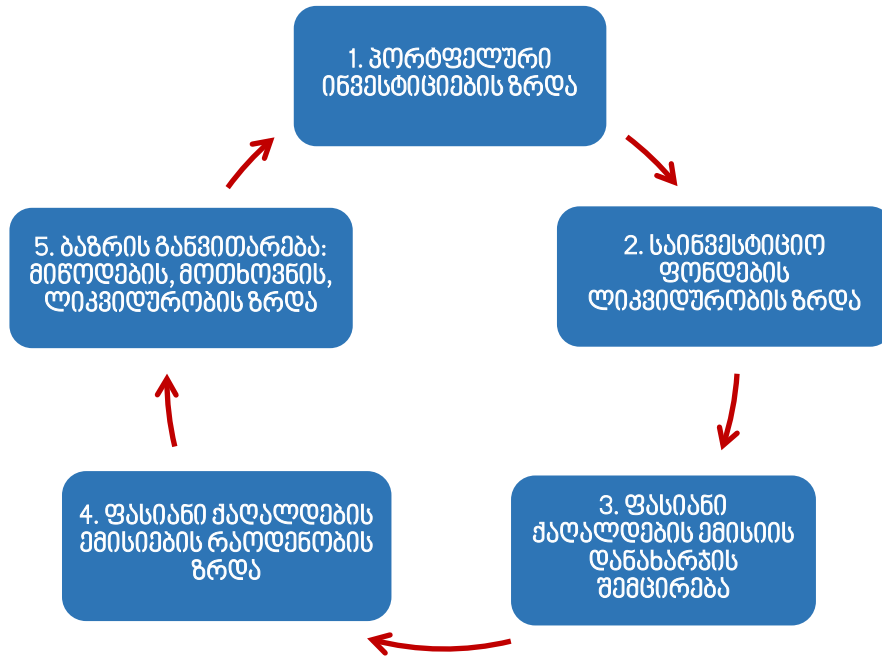 1. პორტფელური
ინვესტიციების ზრდა
2. საინვესტიციო
ფონდების
ლიკვიდურობის ზრდა
3. ფასიანი
ქაღალდების ემისიის
დანახარჯის
შემცირება
4. ფასიანი ქაღალდების
ემისიების რაოდენობის
ზრდა
5. ბაზრის განვითარება:
მიწოდების, მოთხოვნის,
ლიკვიდურობის ზრდა